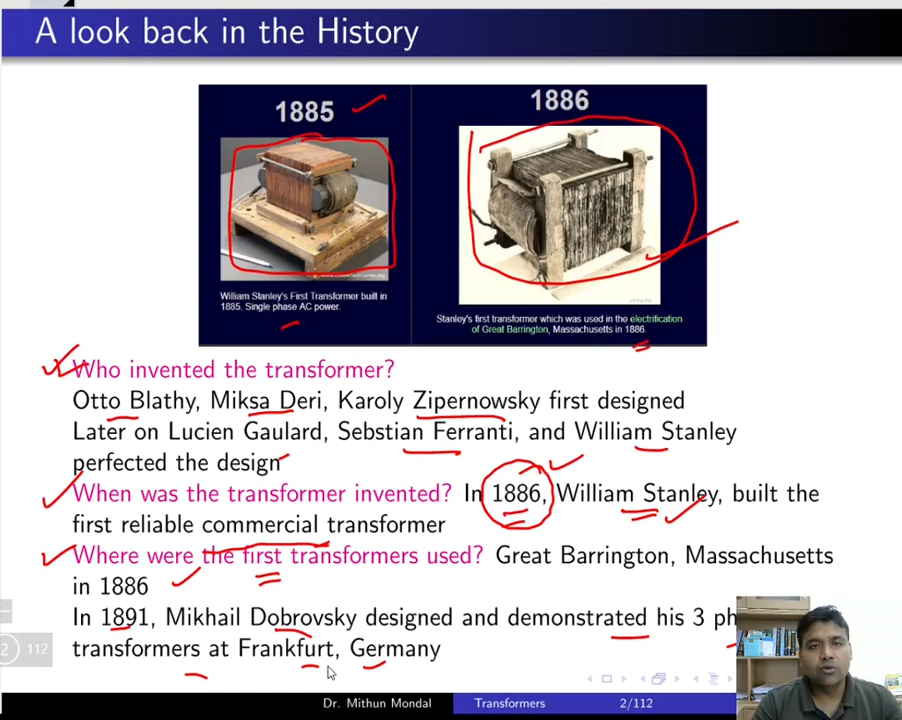 A look back in the History
1885
1886
William Stanley's First Transformer built in
1885. Single phase AC power.
Stanley's first transformer which was used in the electrification
of Great Barrington, Massachusetts in 1886.
Who invented the transformer?
Otto Blathy, Miksa Deri, Karoly Zipernowsky first designed
Later on Lucien Gaulard, Sebstian Ferranti, and William Stanley
perfected the design
When was the transformer invented? In 1886, William Stanley, built the
first reliable commercial transformer
Where were the first transformers used? Great Barrington, Massachusetts
in 1886
In 1891, Mikhail Dobrovsky designed and demonstrated his 3 ph
transformers at Frankfurt, Germany
2 112
Dr. Mithun Mondal Transformers 2/112